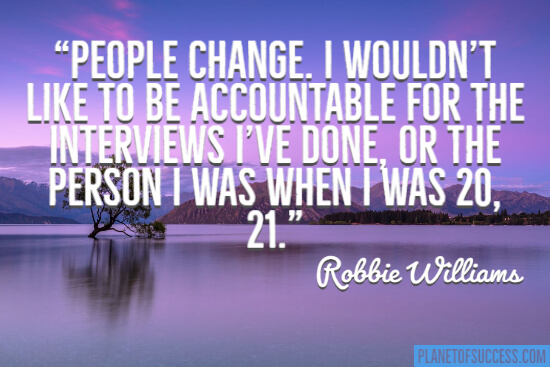 “PEOPLE CHANGE. I WOULDN’T
LIKE TO BE ACCOUNTABLE FOR THE
INTERVIEWS I’VE DONE, OR THE
PERSON I WAS WHEN I WAS 20,
21.”
Robbie Williams
PLANETOFSUCCESS.COM